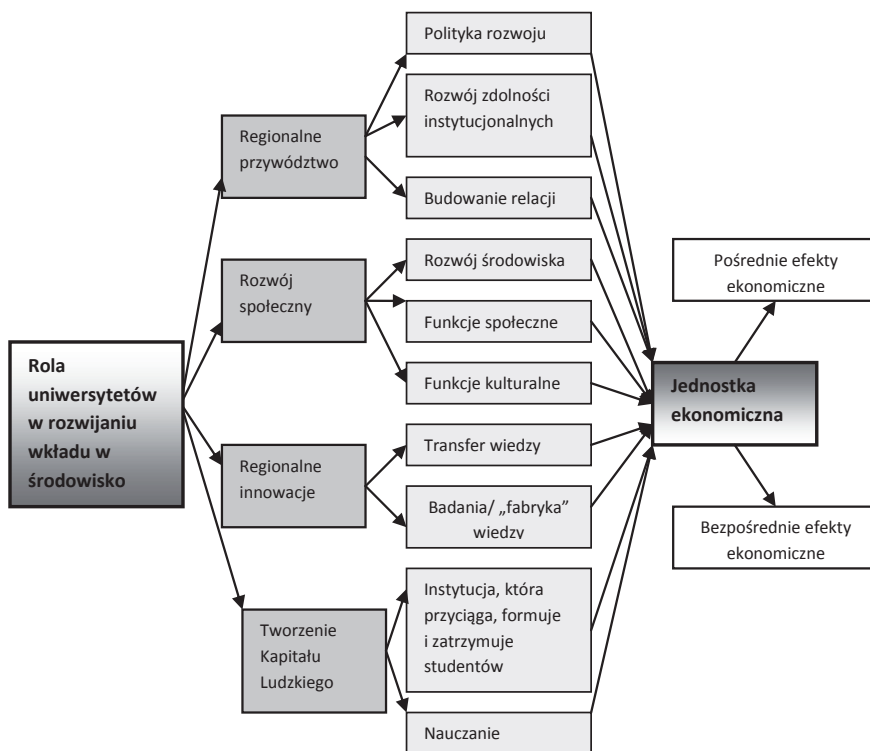 Rola
uniwersytetów
w rozwijaniu
wkładu w
środowisko
Regionalne
przywództwo
Rozwój
społeczny
Regionalne
innowacje
Tworzenie
Kapitału
Ludzkiego
Polityka rozwoju
Rozwój zdolności
instytucjonalnych
Budowanie relacji
Rozwój środowiska
Funkcje społeczne
Funkcje kulturalne
Transfer wiedzy
Badania/ „fabryka”
wiedzy
Instytucja, która
przyciąga, formuje
i zatrzymuje
studentów
Nauczanie
Jednostka
ekonomiczna
Pośrednie efekty
ekonomiczne
Bezpośrednie efekty
ekonomiczne